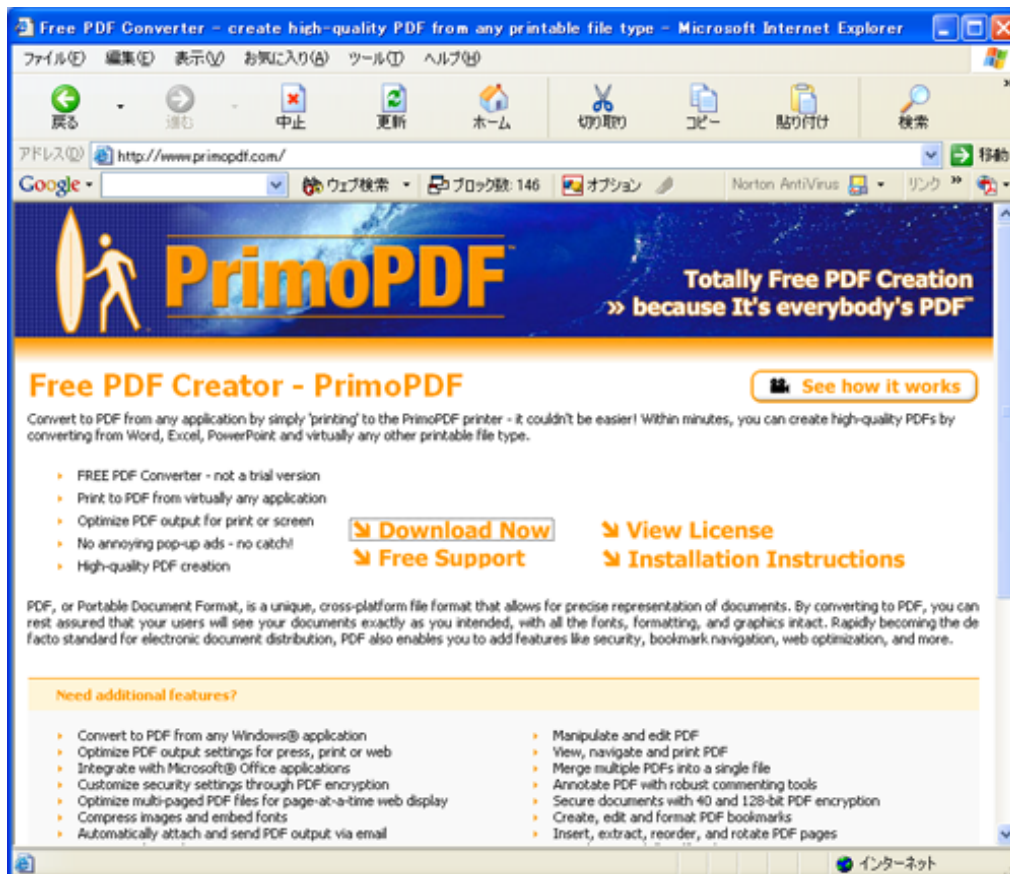 Free PDF Converter - create high-quality PDF from any printable file type - Microsoft Internet Explorer
ファイル(F) 編集(E) 表示(V) お気に入り(A) ツール(T) ヘルプ(H)
戻る 進む 中止 更新 ホーム 切り取り コピー 貼り付け 検索
アドレス(D) http://www.primopdf.com/ 移動
Google ウェブ検索 ブロック数: 146 オプション Norton AntiVirus リンク
PrimoPDF™
Totally Free PDF Creation
» because It's everybody's PDF™
Free PDF Creator - PrimoPDF
See how it works
Convert to PDF from any application by simply 'printing' to the PrimoPDF printer - it couldn't be easier! Within minutes, you can create high-quality PDFs by
converting from Word, Excel, PowerPoint and virtually any other printable file type.
FREE PDF Converter - not a trial version
Print to PDF from virtually any application
Optimize PDF output for print or screen
No annoying pop-up ads - no catch!
High-quality PDF creation
Download Now
Free Support
View License
Installation Instructions
PDF, or Portable Document Format, is a unique, cross-platform file format that allows for precise representation of documents. By converting to PDF, you can
rest assured that your users will see your documents exactly as you intended, with all the fonts, formatting, and graphics intact. Rapidly becoming the de
facto standard for electronic document distribution, PDF also enables you to add features like security, bookmark navigation, web optimization, and more.
Need additional features?
Convert to PDF from any Windows® application
Optimize PDF output settings for press, print or web
Integrate with Microsoft® Office applications
Customize security settings through PDF encryption
Optimize multi-paged PDF files for page-at-a-time web display
Compress images and embed fonts
Automatically attach and send PDF output via email
Manipulate and edit PDF
View, navigate and print PDF
Merge multiple PDFs into a single file
Annotate PDF with robust commenting tools
Secure documents with 40 and 128-bit PDF encryption
Create, edit and format PDF bookmarks
Insert, extract, reorder, and rotate PDF pages
インターネット